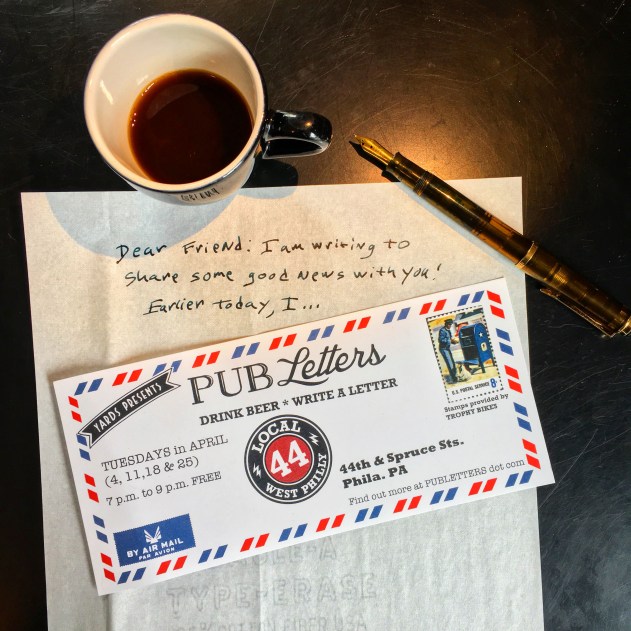 Dear Friend: I am writing to
share some good news with you!
Earlier today, I...
YARDS PRESENTS
PUB Letters
DRINK BEER * WRITE A LETTER
TUESDAYS in APRIL
(4, 11, 18 & 25)
7 p.m. to 9 p.m. FREE
LOCAL
44
WEST PHILLY
44th & Spruce Sts.
Phila. PA
Find out more at PUBLETTERS dot com
U.S. POSTAL SERVICE 8¢
Stamps provided by
TROPHY BIKES
BY AIR MAIL
PAR AVION
TYPE-ERASE
FIBER USA